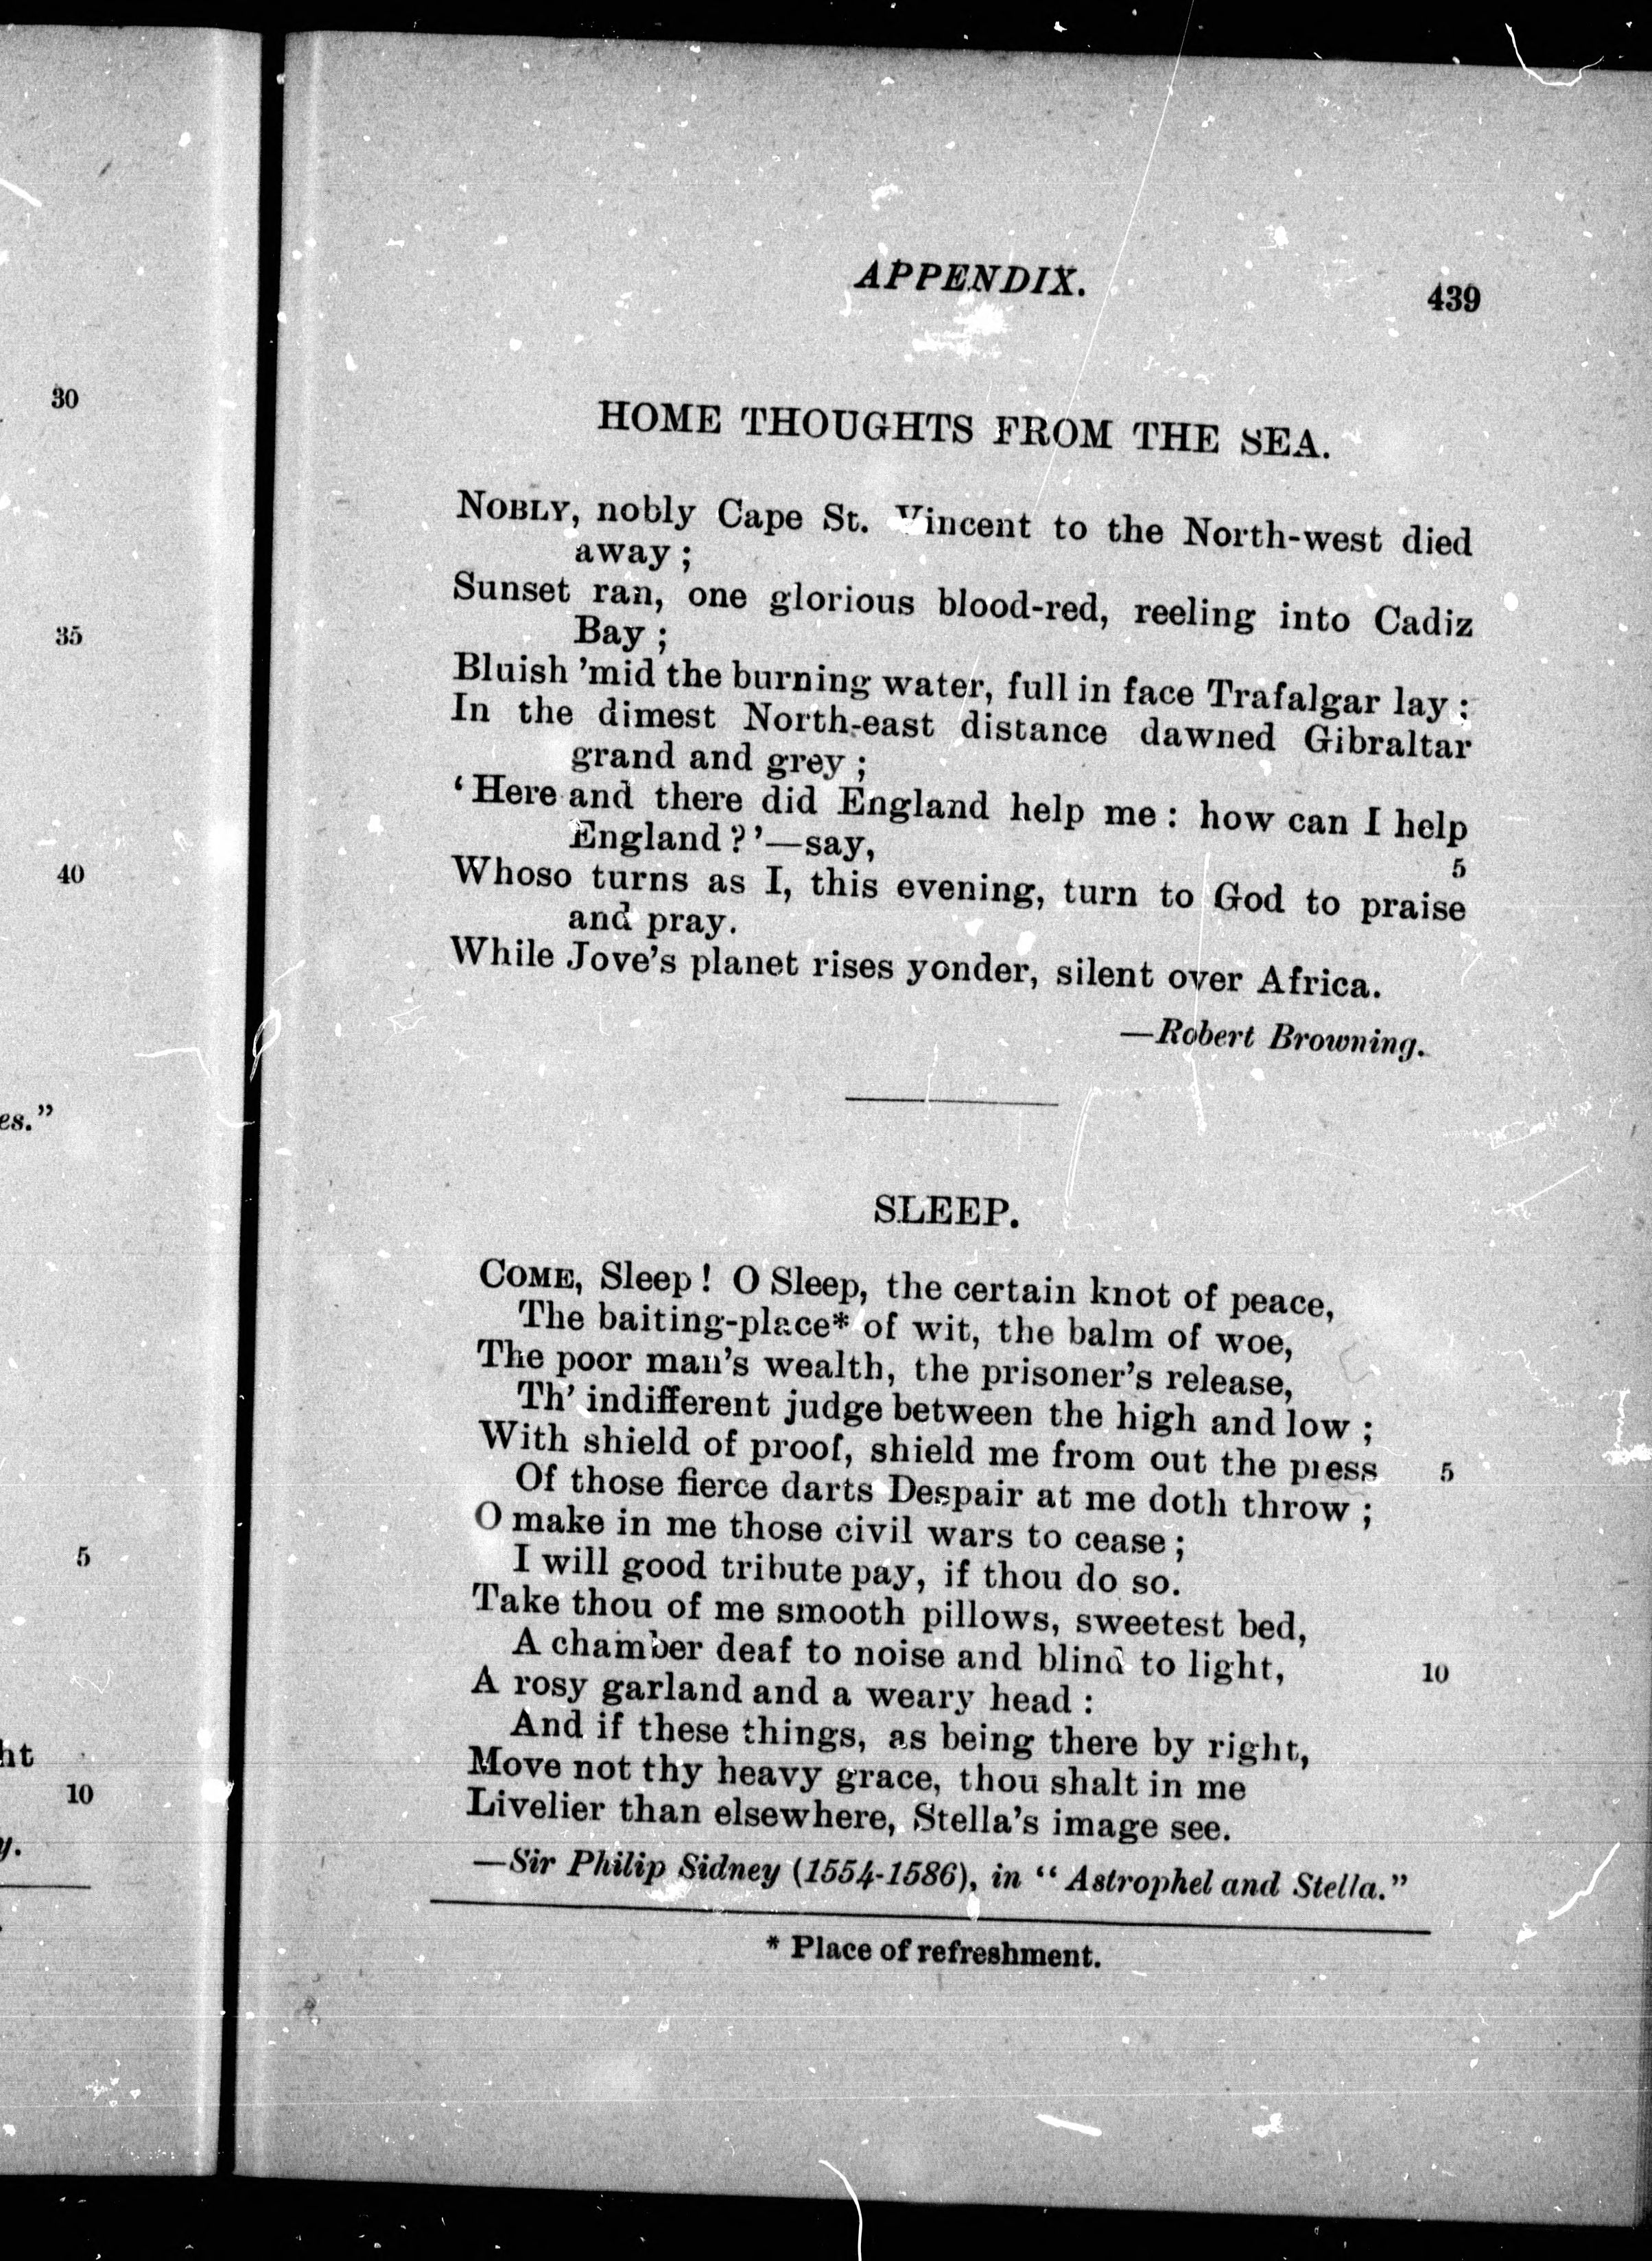 30
35
40
es.”
5
ht
10
y.
APPENDIX.
439
HOME THOUGHTS FROM THE SEA.
NOBLY, nobly Cape St. Vincent to the North-west died
away ;
Sunset ran, one glorious blood-red, reeling into Cadiz
Bay ;
Bluish ’mid the burning water, full in face Trafalgar lay ;
In the dimest North-east distance dawned Gibraltar
grand and grey ;
‘ Here and there did England help me : how can I help
England ? ’—say, 5
Whoso turns as I, this evening, turn to God to praise
and pray.
While Jove’s planet rises yonder, silent over Africa.
—Robert Browning.
SLEEP.
COME, Sleep ! O Sleep, the certain knot of peace,
The baiting-place* of wit, the balm of woe,
The poor man’s wealth, the prisoner’s release,
Th’ indifferent judge between the high and low ;
With shield of proof, shield me from out the press 5
Of those fierce darts Despair at me doth throw ;
O make in me those civil wars to cease ;
I will good tribute pay, if thou do so.
Take thou of me smooth pillows, sweetest bed,
A chamber deaf to noise and blind to light, 10
A rosy garland and a weary head :
And if these things, as being there by right,
Move not thy heavy grace, thou shalt in me
Livelier than elsewhere, Stella’s image see.
—Sir Philip Sidney (1554-1586), in “ Astrophel and Stella.”
* Place of refreshment.